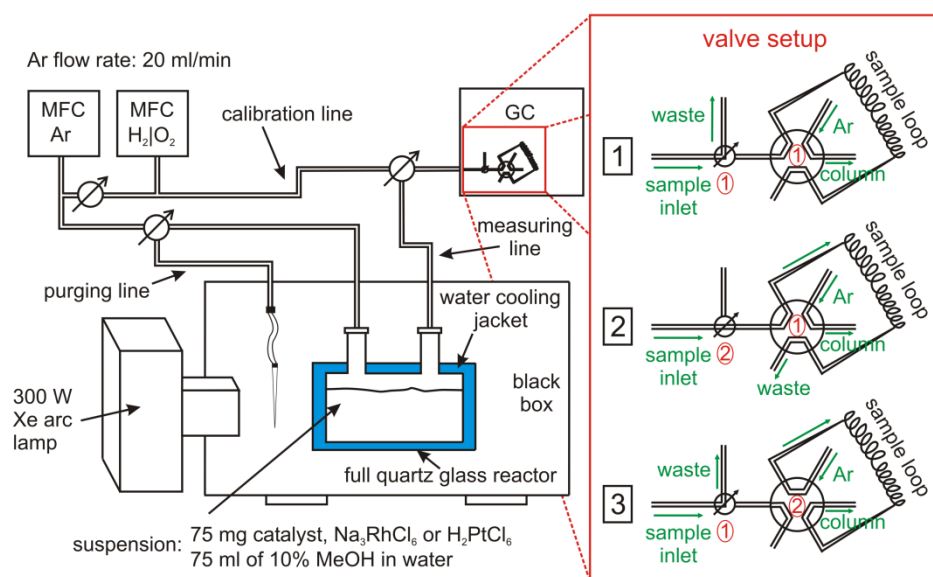 Ar flow rate: 20 ml/min
MFC
Ar
MFC
H₂|O₂
calibration line
GC
measuring
line
purging line
water cooling
jacket
300 W
Xe arc
lamp
black
box
full quartz glass reactor
suspension: 75 mg catalyst, Na₃RhCl₆ or H₂PtCl₆
75 ml of 10% MeOH in water
valve setup
1
waste
sample
inlet
1
1
Ar
column
sample loop
2
sample
inlet
2
1
waste
Ar
column
sample loop
3
waste
sample
inlet
1
2
Ar
column
sample loop